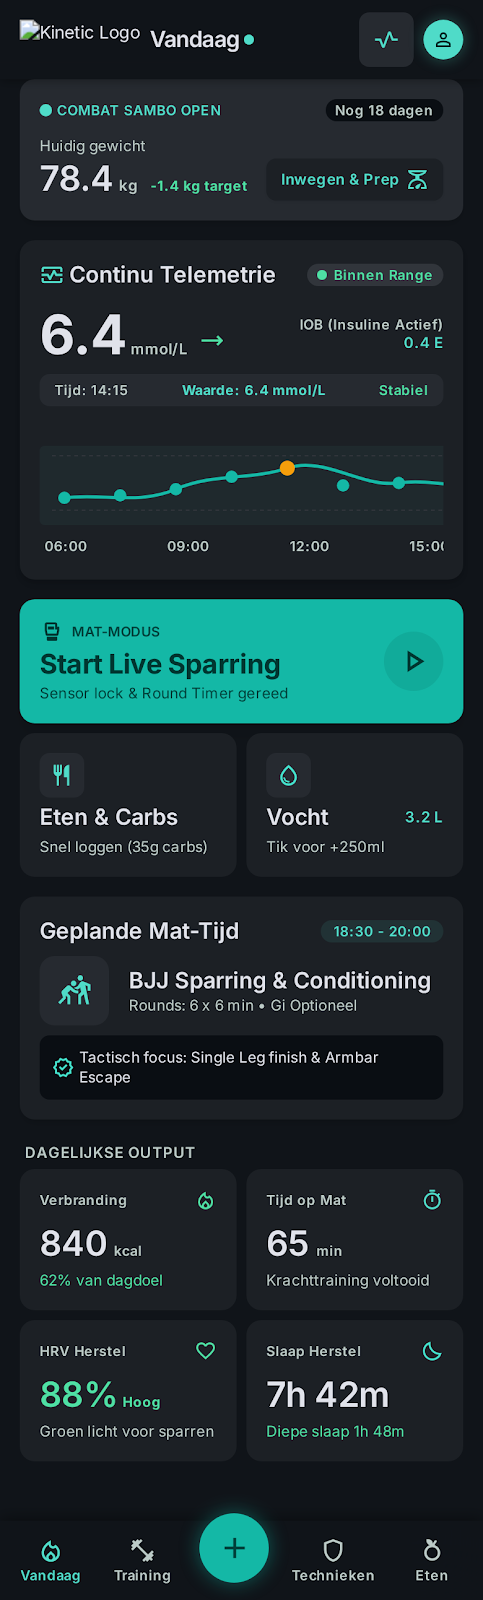 Kinetic Logo Vandaag
COMBAT SAMBO OPEN Nog 18 dagen
Huidig gewicht
78.4 kg -1.4 kg target Inwegen & Prep
Continu Telemetrie Binnen Range
6.4 mmol/L → IOB (Insuline Actief)
0.4 E
Tijd: 14:15 Waarde: 6.4 mmol/L Stabiel
06:00 09:00 12:00 15:00
MAT-MODUS
Start Live Sparring
Sensor lock & Round Timer gereed
Eten & Carbs
Snel loggen (35g carbs)
Vocht 3.2 L
Tik voor +250ml
Geplande Mat-Tijd 18:30 - 20:00
BJJ Sparring & Conditioning
Rounds: 6 x 6 min • Gi Optioneel
Tactisch focus: Single Leg finish & Armbar
Escape
DAGELIJKSE OUTPUT
Verbranding
840 kcal
62% van dagdoel
Tijd op Mat
65 min
Krachttraining voltooid
HRV Herstel
88% Hoog
Groen licht voor sparren
Slaap Herstel
7h 42m
Diepe slaap 1h 48m
Vandaag Training + Technieken Eten